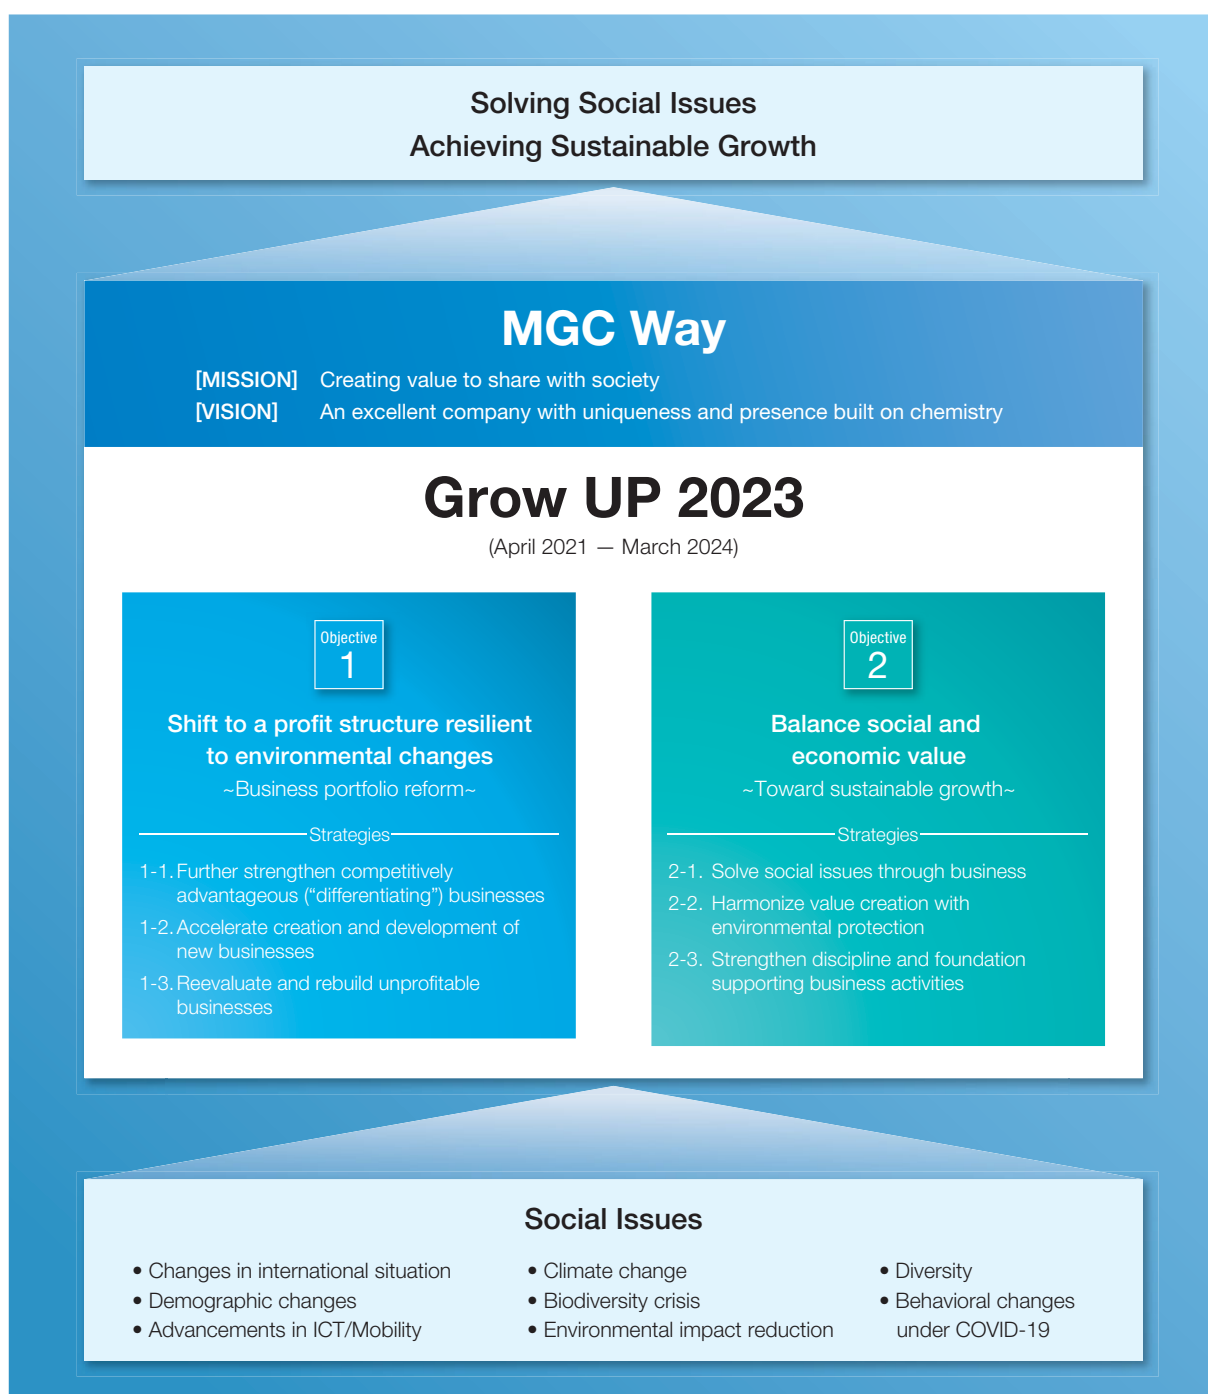 Solving Social Issues
Achieving Sustainable Growth
MGC Way
[MISSION] Creating value to share with society
[VISION] An excellent company with uniqueness and presence built on chemistry
Grow UP 2023
(April 2021 — March 2024)
Objective
1
Shift to a profit structure resilient
to environmental changes
~Business portfolio reform~
Strategies
1-1. Further strengthen competitively
advantageous (“differentiating”) businesses
1-2. Accelerate creation and development of
new businesses
1-3. Reevaluate and rebuild unprofitable
businesses
Objective
2
Balance social and
economic value
~Toward sustainable growth~
Strategies
2-1. Solve social issues through business
2-2. Harmonize value creation with
environmental protection
2-3. Strengthen discipline and foundation
supporting business activities
Social Issues
• Changes in international situation
• Demographic changes
• Advancements in ICT/Mobility
• Climate change
• Biodiversity crisis
• Environmental impact reduction
• Diversity
• Behavioral changes
under COVID-19